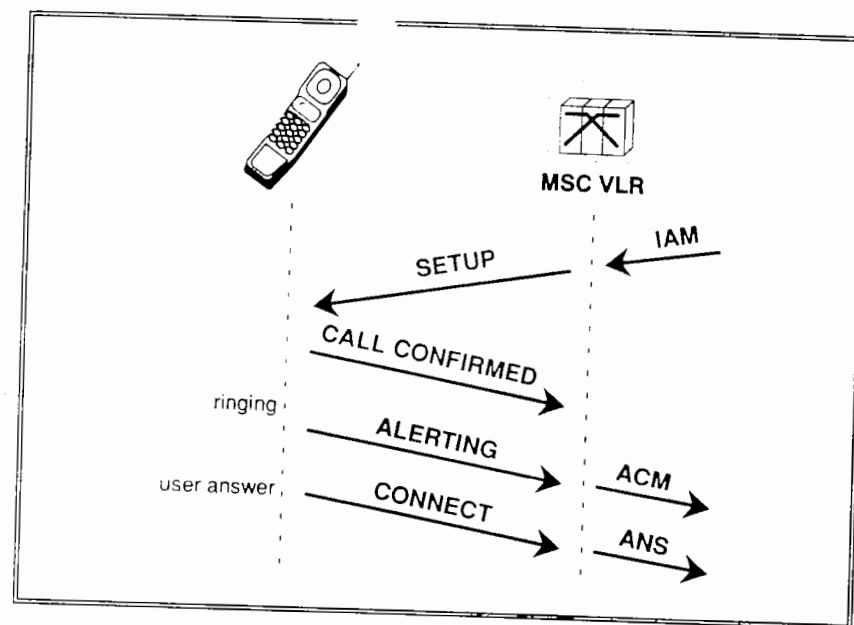 MSC VLR
IAM
SETUP
CALL CONFIRMED
ringing
ALERTING
ACM
user answer
CONNECT
ANS